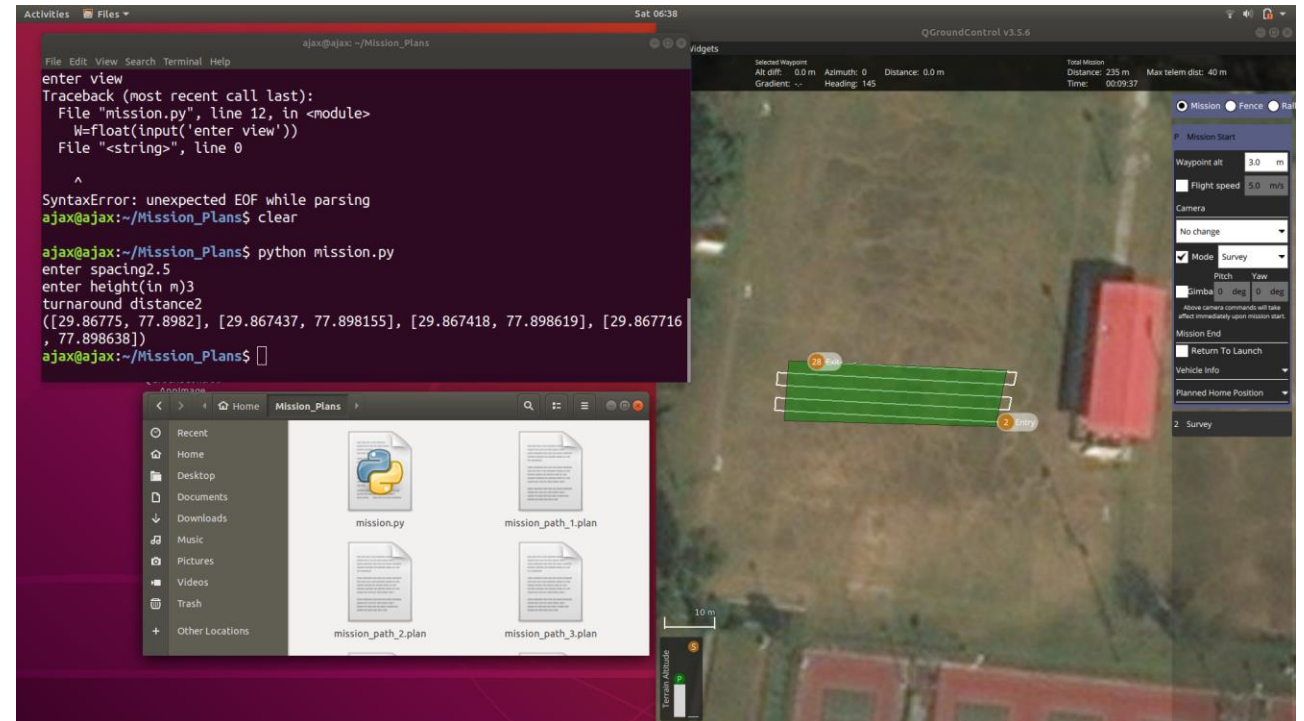 Activities Files Sat 06:38
ajax@ajax: ~/Mission_Plans
File Edit View Search Terminal Help
enter view
Traceback (most recent call last):
File "mission.py", line 12, in <module>
W=float(input('enter view'))
File "<string>", line 0
^
SyntaxError: unexpected EOF while parsing
ajax@ajax:~/Mission_Plans$ clear
ajax@ajax:~/Mission_Plans$ python mission.py
enter spacing2.5
enter height(in m)3
turnaround distance2
([29.86775, 77.8982], [29.867437, 77.898155], [29.867418, 77.898619], [29.867716
, 77.898638])
ajax@ajax:~/Mission_Plans$
Home Mission_Plans
Recent
Home
Desktop
Documents
Downloads
Music
Pictures
Videos
Trash
+ Other Locations
mission.py
mission_path_1.plan
mission_path_2.plan
mission_path_3.plan
QGroundControl v3.5.6
Widgets
Selected Waypoint
Alt diff: 0.0 m Azimuth: 0 Distance: 0.0 m
Gradient: -.- Heading: 145
Total Mission
Distance: 235 m Max telem dist: 40 m
Time: 00:09:37
Mission Fence Ral
P Mission Start
Waypoint alt 3.0 m
Flight speed 5.0 m/s
Camera
No change
Mode Survey
Pitch Yaw
Gimba 0 deg 0 deg
Above camera commands will take
affect immediately upon mission start.
Mission End
Return To Launch
Vehicle Info
Planned Home Position
2 Survey
28 Exit
2 Entry
10 m
Terrain Altitude
S
P